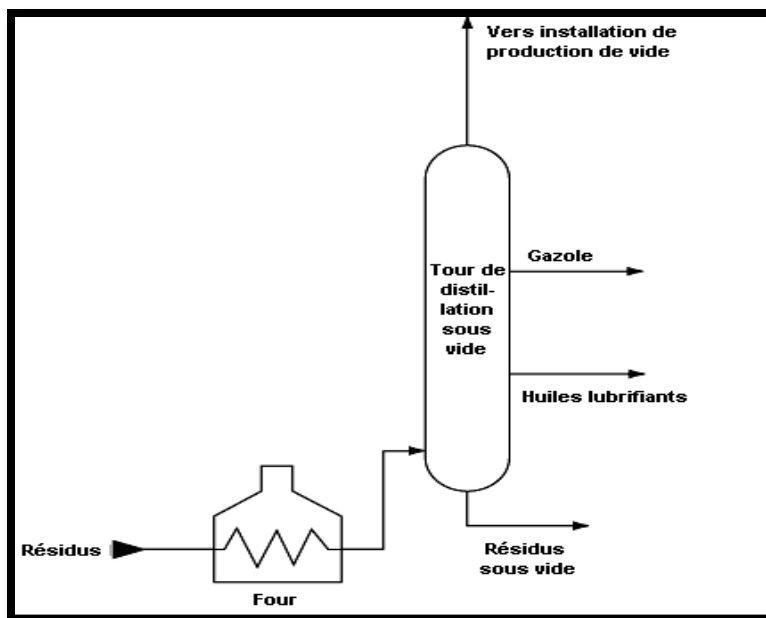 Vers installation de
production de vide
Gazole
Tour de
distil-
lation
sous
vide
Huiles lubrifiants
Résidus
Four
Résidus
sous vide